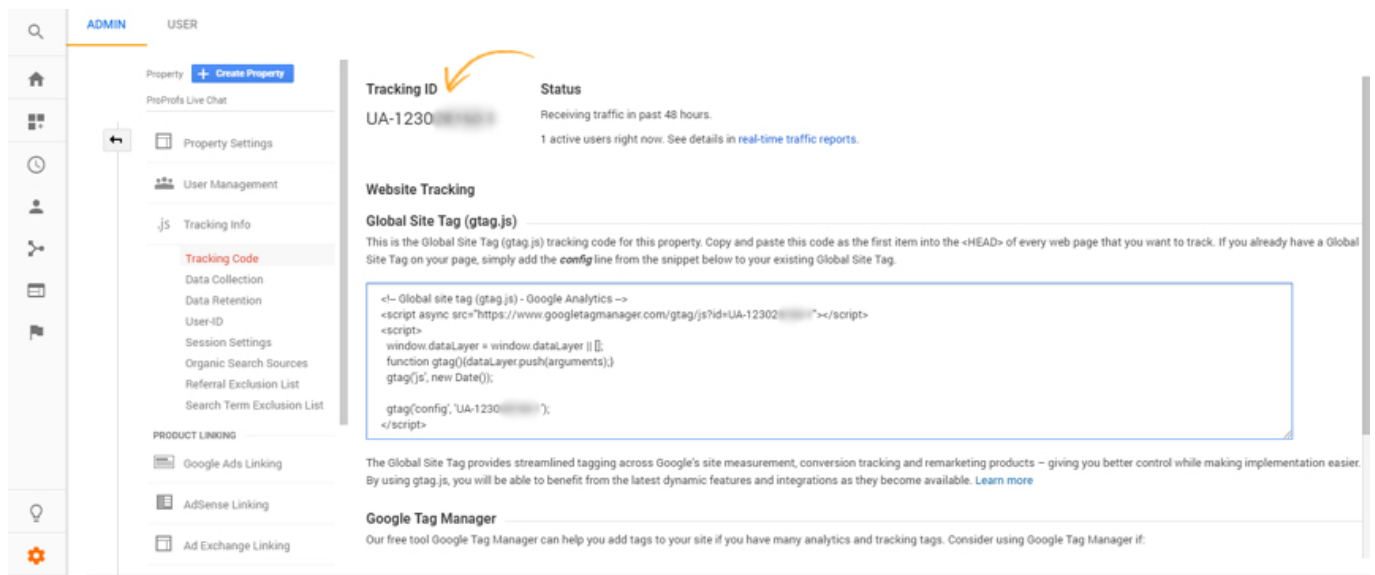 ADMIN
USER
Property
+ Create Property
ProProfs Live Chat
Property Settings
User Management
.js Tracking Info
Tracking Code
Data Collection
Data Retention
User-ID
Session Settings
Organic Search Sources
Referral Exclusion List
Search Term Exclusion List
PRODUCT LINKING
Google Ads Linking
AdSense Linking
Ad Exchange Linking
Tracking ID
UA-1230
Status
Receiving traffic in past 48 hours.
1 active users right now. See details in real-time traffic reports.
Website Tracking
Global Site Tag (gtag.js)
This is the Global Site Tag (gtag.js) tracking code for this property. Copy and paste this code as the first item into the <HEAD> of every web page that you want to track. If you already have a Global
Site Tag on your page, simply add the config line from the snippet below to your existing Global Site Tag.
<!-- Global site tag (gtag.js) - Google Analytics -->
<script async src="https://www.googletagmanager.com/gtag/js?id=UA-12302"></script>
<script>
window.dataLayer = window.dataLayer || [];
function gtag(){dataLayer.push(arguments);}
gtag('js', new Date());
gtag('config', 'UA-1230');
</script>
The Global Site Tag provides streamlined tagging across Google's site measurement, conversion tracking and remarketing products – giving you better control while making implementation easier.
By using gtag.js, you will be able to benefit from the latest dynamic features and integrations as they become available. Learn more
Google Tag Manager
Our free tool Google Tag Manager can help you add tags to your site if you have many analytics and tracking tags. Consider using Google Tag Manager if: